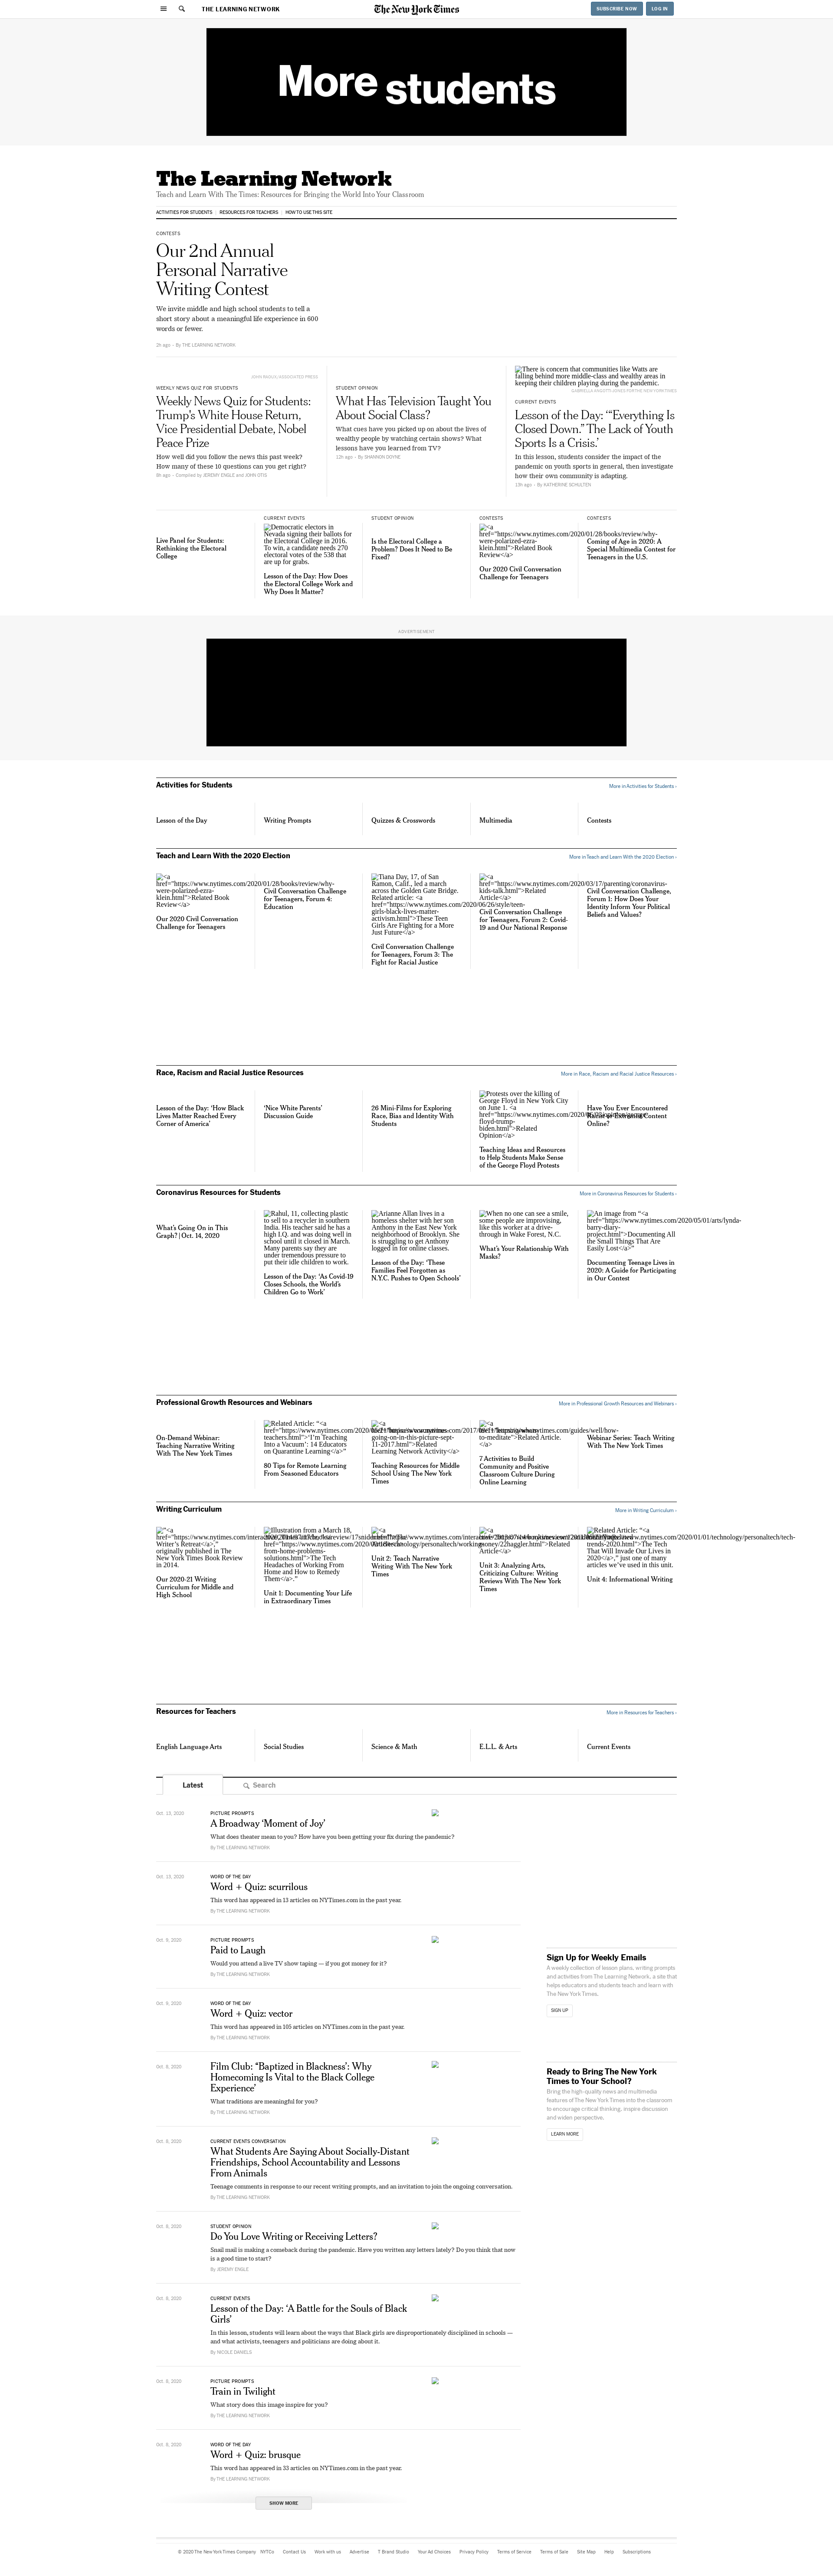 THE LEARNING NETWORK
The New York Times
SUBSCRIBE NOW
LOG IN
More students
The Learning Network
Teach and Learn With The Times: Resources for Bringing the World Into Your Classroom
ACTIVITIES FOR STUDENTS
RESOURCES FOR TEACHERS
HOW TO USE THIS SITE
CONTESTS
Our 2nd Annual
Personal Narrative
Writing Contest
We invite middle and high school students to tell a
short story about a meaningful life experience in 600
words or fewer.
2h ago - By THE LEARNING NETWORK
WEEKLY NEWS QUIZ FOR STUDENTS
Weekly News Quiz for Students:
Trump's White House Return,
Vice Presidential Debate, Nobel
Peace Prize
How well did you follow the news this past week?
How many of these 10 questions can you get right?
8h ago - Compiled by JEREMY ENGLE and JOHN OTIS
STUDENT OPINION
What Has Television Taught You
About Social Class?
What cues have you picked up on about the lives of
wealthy people by watching certain shows? What
lessons have you learned from TV?
12h ago - By SHANNON DOYNE
There is concern that communities like Watts are
falling behind more middle-class and wealthy areas in
keeping their children playing during the pandemic.
CURRENT EVENTS
Lesson of the Day: ‘“Everything Is
Closed Down.” The Lack of Youth
Sports Is a Crisis.’
In this lesson, students consider the impact of the
pandemic on youth sports in general, then investigate
how their own community is adapting.
By KATHERINE SCHULTEN
Live Panel for Students:
Rethinking the Electoral
College
CURRENT EVENTS
Democratic electors in
Nevada signing their ballots for
the Electoral College in 2016.
To win, a candidate needs 270
electoral votes of the 538 that
are up for grabs.
Lesson of the Day: How Does
the Electoral College Work and
Why Does It Matter?
STUDENT OPINION
Is the Electoral College a
Problem? Does It Need to Be
Fixed?
CONTESTS
<a
href="https://www.nytimes.com/2020/01/28/books/review/why-
were-polarized-ezra-
klein.html">Related Book
Review</a>
Our 2020 Civil Conversation
Challenge for Teenagers
CONTESTS
Coming of Age in 2020: A
Special Multimedia Contest for
Teenagers in the U.S.
ADVERTISEMENT
Activities for Students
More in Activities for Students ›
Lesson of the Day
Writing Prompts
Quizzes & Crosswords
Multimedia
Contests
Teach and Learn With the 2020 Election
More in Teach and Learn With the 2020 Election ›
<a
href="https://www.nytimes.com/2020/01/28/books/review/why-
were-polarized-ezra-
klein.html">Related Book
Review</a>
Our 2020 Civil Conversation
Challenge for Teenagers
Civil Conversation Challenge
for Teenagers, Forum 4:
Education
Tiana Day, 17, of San
Ramon, Calif., led a march
across the Golden Gate Bridge.
Related article: <a
href="https://www.nytimes.com/2020/06/26/style/teen-
girls-black-lives-matter-
activism.html">These Teen
Girls Are Fighting for a More
Just Future</a>
Civil Conversation Challenge
for Teenagers, Forum 3: The
Fight for Racial Justice
<a
href="https://www.nytimes.com/2020/03/17/parenting/coronavirus-
kids-talk.html">Related
Article</a>
Civil Conversation Challenge
for Teenagers, Forum 2: Covid-
19 and Our National Response
Civil Conversation Challenge,
Forum 1: How Does Your
Identity Inform Your Political
Beliefs and Values?
Race, Racism and Racial Justice Resources
More in Race, Racism and Racial Justice Resources ›
Lesson of the Day: ‘How Black
Lives Matter Reached Every
Corner of America’
‘Nice White Parents’
Discussion Guide
26 Mini-Films for Exploring
Race, Bias and Identity With
Students
Protests over the killing of
George Floyd in New York City
on June 1. <a
floyd-trump-
biden.html">Related
Opinion</a>
Teaching Ideas and Resources
to Help Students Make Sense
of the George Floyd Protests
Have You Ever Encountered
Racist or Extremist Content
Online?
Coronavirus Resources for Students
More in Coronavirus Resources for Students ›
What's Going On in This
Graph? | Oct. 14, 2020
Rahul, 11, collecting plastic
to sell to a recycler in southern
India. His teacher said he has a
high I.Q. and was doing well in
school until it closed in March.
Many parents say they are
under tremendous pressure to
put their idle children to work.
Lesson of the Day: ‘As Covid-19
Closes Schools, the World's
Children Go to Work’
Arianne Allan lives in a
homeless shelter with her son
Anthony in the East New York
neighborhood of Brooklyn. She
is struggling to get Anthony
logged in for online classes.
Lesson of the Day: ‘These
Families Feel Forgotten as
N.Y.C. Pushes to Open Schools’
When no one can see a smile,
some people are improvising,
like this worker at a drive-
through in Wake Forest, N.C.
What's Your Relationship With
Masks?
An image from “<a
href="https://www.nytimes.com/2020/05/01/arts/lynda-
barry-diary-
project.html">Documenting All
the Small Things That Are
Easily Lost</a>”
Documenting Teenage Lives in
2020: A Guide for Participating
in Our Contest
Professional Growth Resources and Webinars
More in Professional Growth Resources and Webinars ›
On-Demand Webinar:
Teaching Narrative Writing
With The New York Times
Related Article: “<a
teachers.html">‘I'm Teaching
Into a Vacuum’: 14 Educators
on Quarantine Learning</a>”
80 Tips for Remote Learning
From Seasoned Educators
<a
going-on-in-this-picture-sept-
11-2017.html">Related
Learning Network Activity</a>
Teaching Resources for Middle
School Using The New York
Times
<a
to-meditate">Related Article.
</a>
7 Activities to Build
Community and Positive
Classroom Culture During
Online Learning
Webinar Series: Teach Writing
With The New York Times
Writing Curriculum
More in Writing Curriculum ›
Writer's Retreat</a>,”
originally published in The
New York Times Book Review
in 2014.
Our 2020-21 Writing
Curriculum for Middle and
High School
Illustration from a March 18,
from-home-problems-
solutions.html">The Tech
Headaches of Working From
Home and How to Remedy
Them</a>.”
Unit 1: Documenting Your Life
in Extraordinary Times
Unit 2: Teach Narrative
Writing With The New York
Times
money/22haggler.html">Related
Article</a>
Unit 3: Analyzing Arts,
Criticizing Culture: Writing
Reviews With The New York
Times
Related Article: “<a
trends-2020.html">The Tech
That Will Invade Our Lives in
2020</a>,” just one of many
articles we've used in this unit.
Unit 4: Informational Writing
Resources for Teachers
More in Resources for Teachers ›
English Language Arts
Social Studies
Science & Math
E.L.L. & Arts
Current Events
Latest
Search
Oct. 13, 2020
PICTURE PROMPTS
A Broadway ‘Moment of Joy’
What does theater mean to you? How have you been getting your fix during the pandemic?
By THE LEARNING NETWORK
Oct. 13, 2020
WORD OF THE DAY
Word + Quiz: scurrilous
This word has appeared in 13 articles on NYTimes.com in the past year.
By THE LEARNING NETWORK
Oct. 9, 2020
PICTURE PROMPTS
Paid to Laugh
Would you attend a live TV show taping — if you got money for it?
By THE LEARNING NETWORK
Oct. 9, 2020
WORD OF THE DAY
Word + Quiz: vector
This word has appeared in 105 articles on NYTimes.com in the past year.
By THE LEARNING NETWORK
Oct. 8, 2020
Film Club: ‘“Baptized in Blackness’: Why
Homecoming Is Vital to the Black College
Experience’
What traditions are meaningful for you?
By THE LEARNING NETWORK
Oct. 8, 2020
CURRENT EVENTS CONVERSATION
What Students Are Saying About Socially-Distant
Friendships, School Accountability and Lessons
From Animals
Teenage comments in response to our recent writing prompts, and an invitation to join the ongoing conversation.
By THE LEARNING NETWORK
Oct. 8, 2020
STUDENT OPINION
Do You Love Writing or Receiving Letters?
Snail mail is making a comeback during the pandemic. Have you written any letters lately? Do you think that now
is a good time to start?
By JEREMY ENGLE
Oct. 8, 2020
CURRENT EVENTS
Lesson of the Day: ‘A Battle for the Souls of Black
Girls’
In this lesson, students will learn about the ways that Black girls are disproportionately disciplined in schools —
and what activists, teenagers and politicians are doing about it.
By NICOLE DANIELS
Oct. 8, 2020
PICTURE PROMPTS
Train in Twilight
What story does this image inspire for you?
By THE LEARNING NETWORK
Oct. 8, 2020
WORD OF THE DAY
Word + Quiz: brusque
This word has appeared in 33 articles on NYTimes.com in the past year.
By THE LEARNING NETWORK
SHOW MORE
Sign Up for Weekly Emails
A weekly collection of lesson plans, writing prompts
and activities from The Learning Network, a site that
helps educators and students teach and learn with
The New York Times.
SIGN UP
Ready to Bring The New York
Times to Your School?
Bring the high-quality news and multimedia
features of The New York Times into the classroom
to encourage critical thinking, inspire discussion
and widen perspective.
LEARN MORE
© 2020 The New York Times Company
NYTCo
Contact Us
Work with us
Advertise
T Brand Studio
Your Ad Choices
Privacy Policy
Terms of Service
Terms of Sale
Site Map
Help
Subscriptions